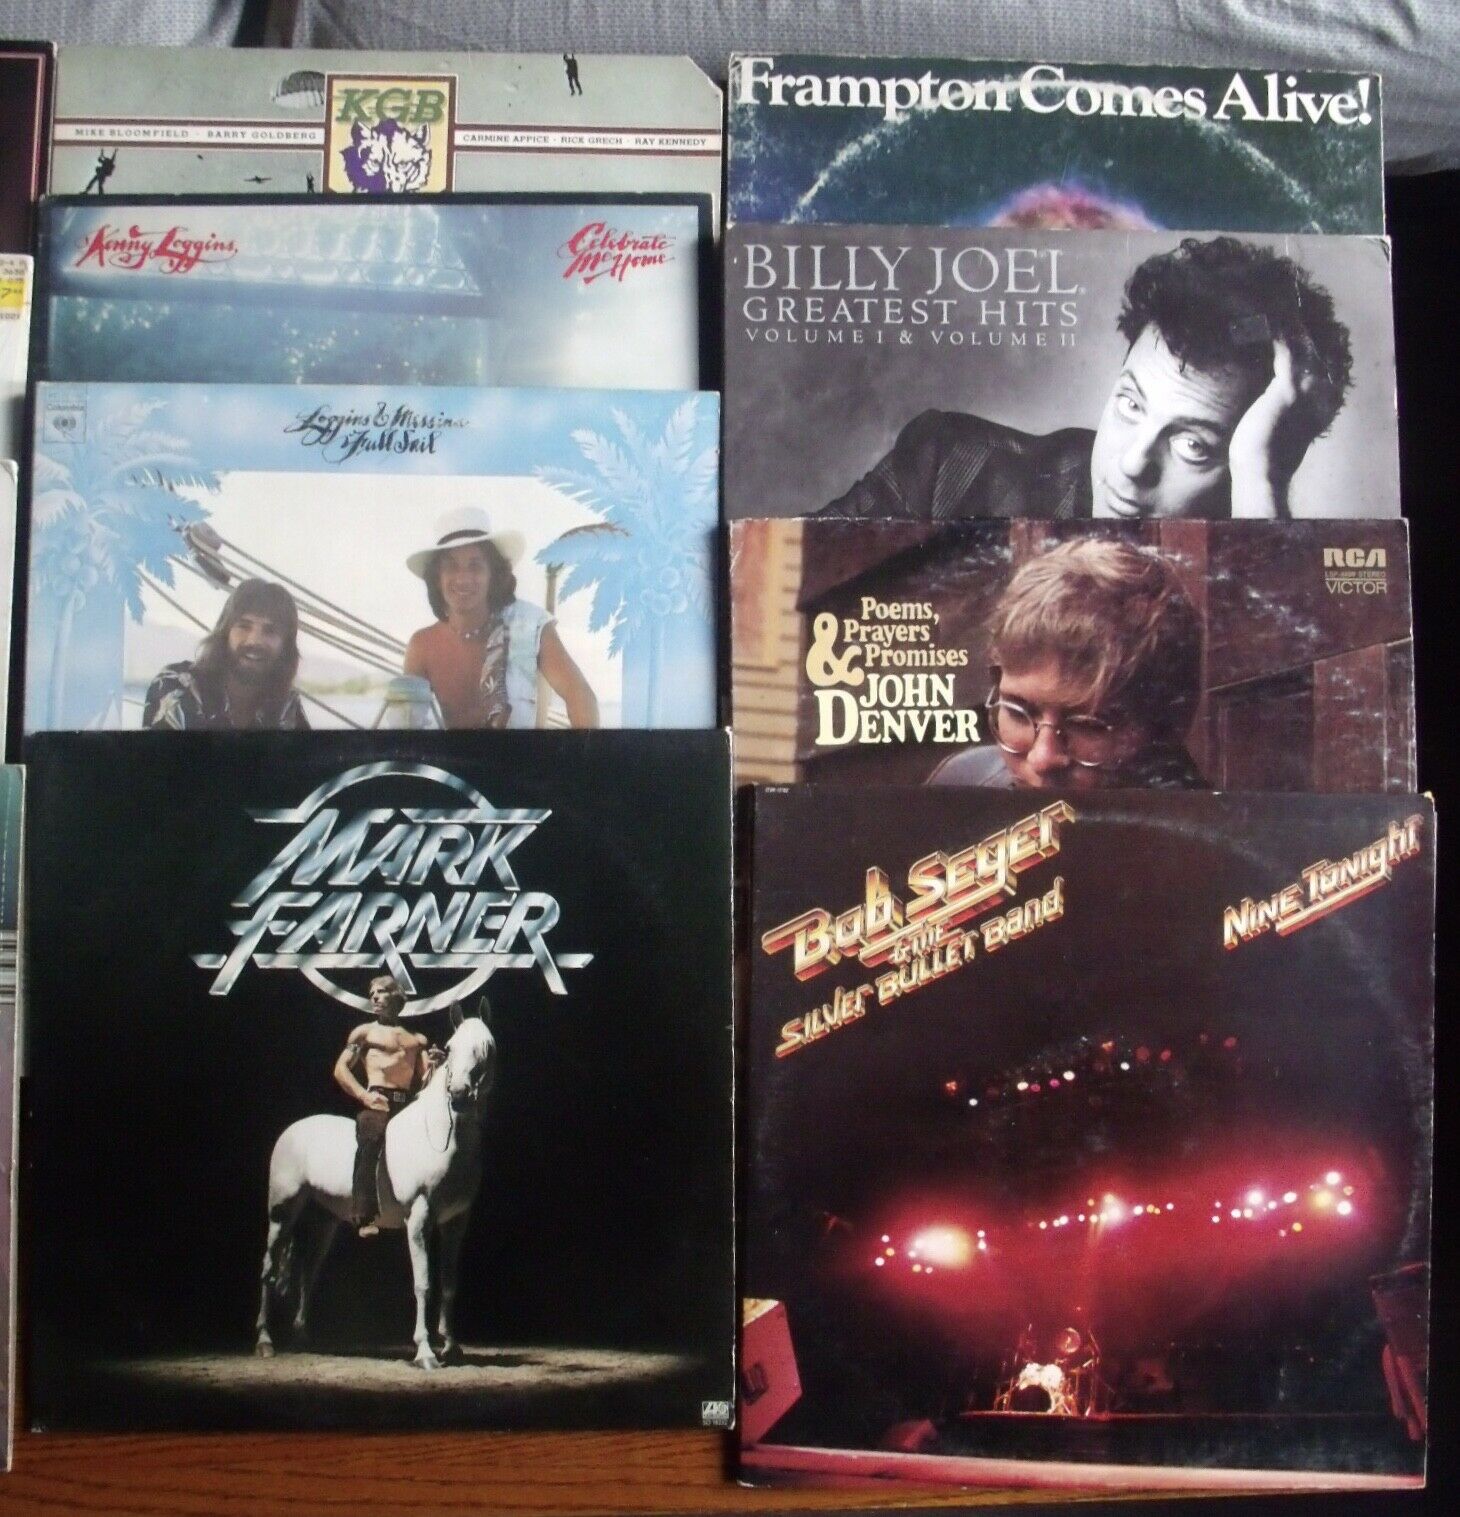 KGB
MIKE BLOOMFIELD · BARRY GOLDBERG
CARMINE APPICE · RICK GRECH · RAY KENNEDY
Kenny Loggins
Celebrate
Me Home
Columbia
Loggins & Messina
Full Sail
MARK
FARNER
Frampton Comes Alive!
BILLY JOEL
GREATEST HITS
VOLUME I & VOLUME II
RCA
STEREO
VICTOR
Poems,
Prayers
&
Promises
JOHN
DENVER
Bob Seger
& THE
SILVER BULLET BAND
NINE TONIGHT